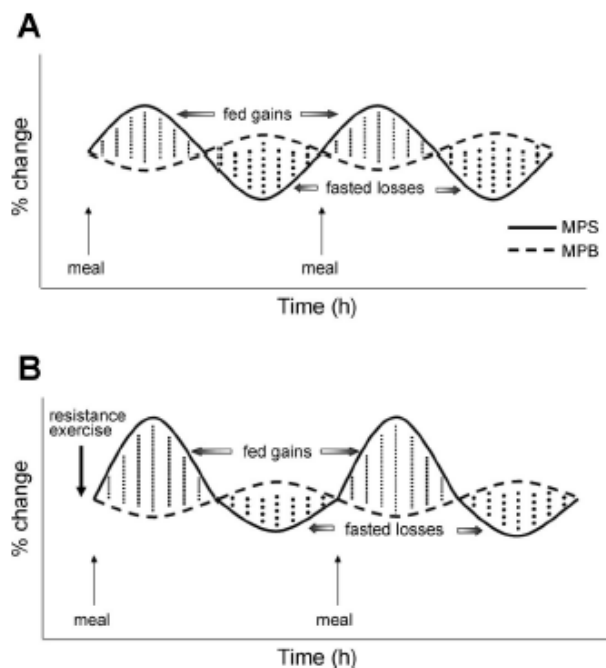 A
fed gains
fasted losses
% change
meal
meal
MPS
MPB
Time (h)
B
resistance
exercise
fed gains
fasted losses
% change
meal
meal
Time (h)